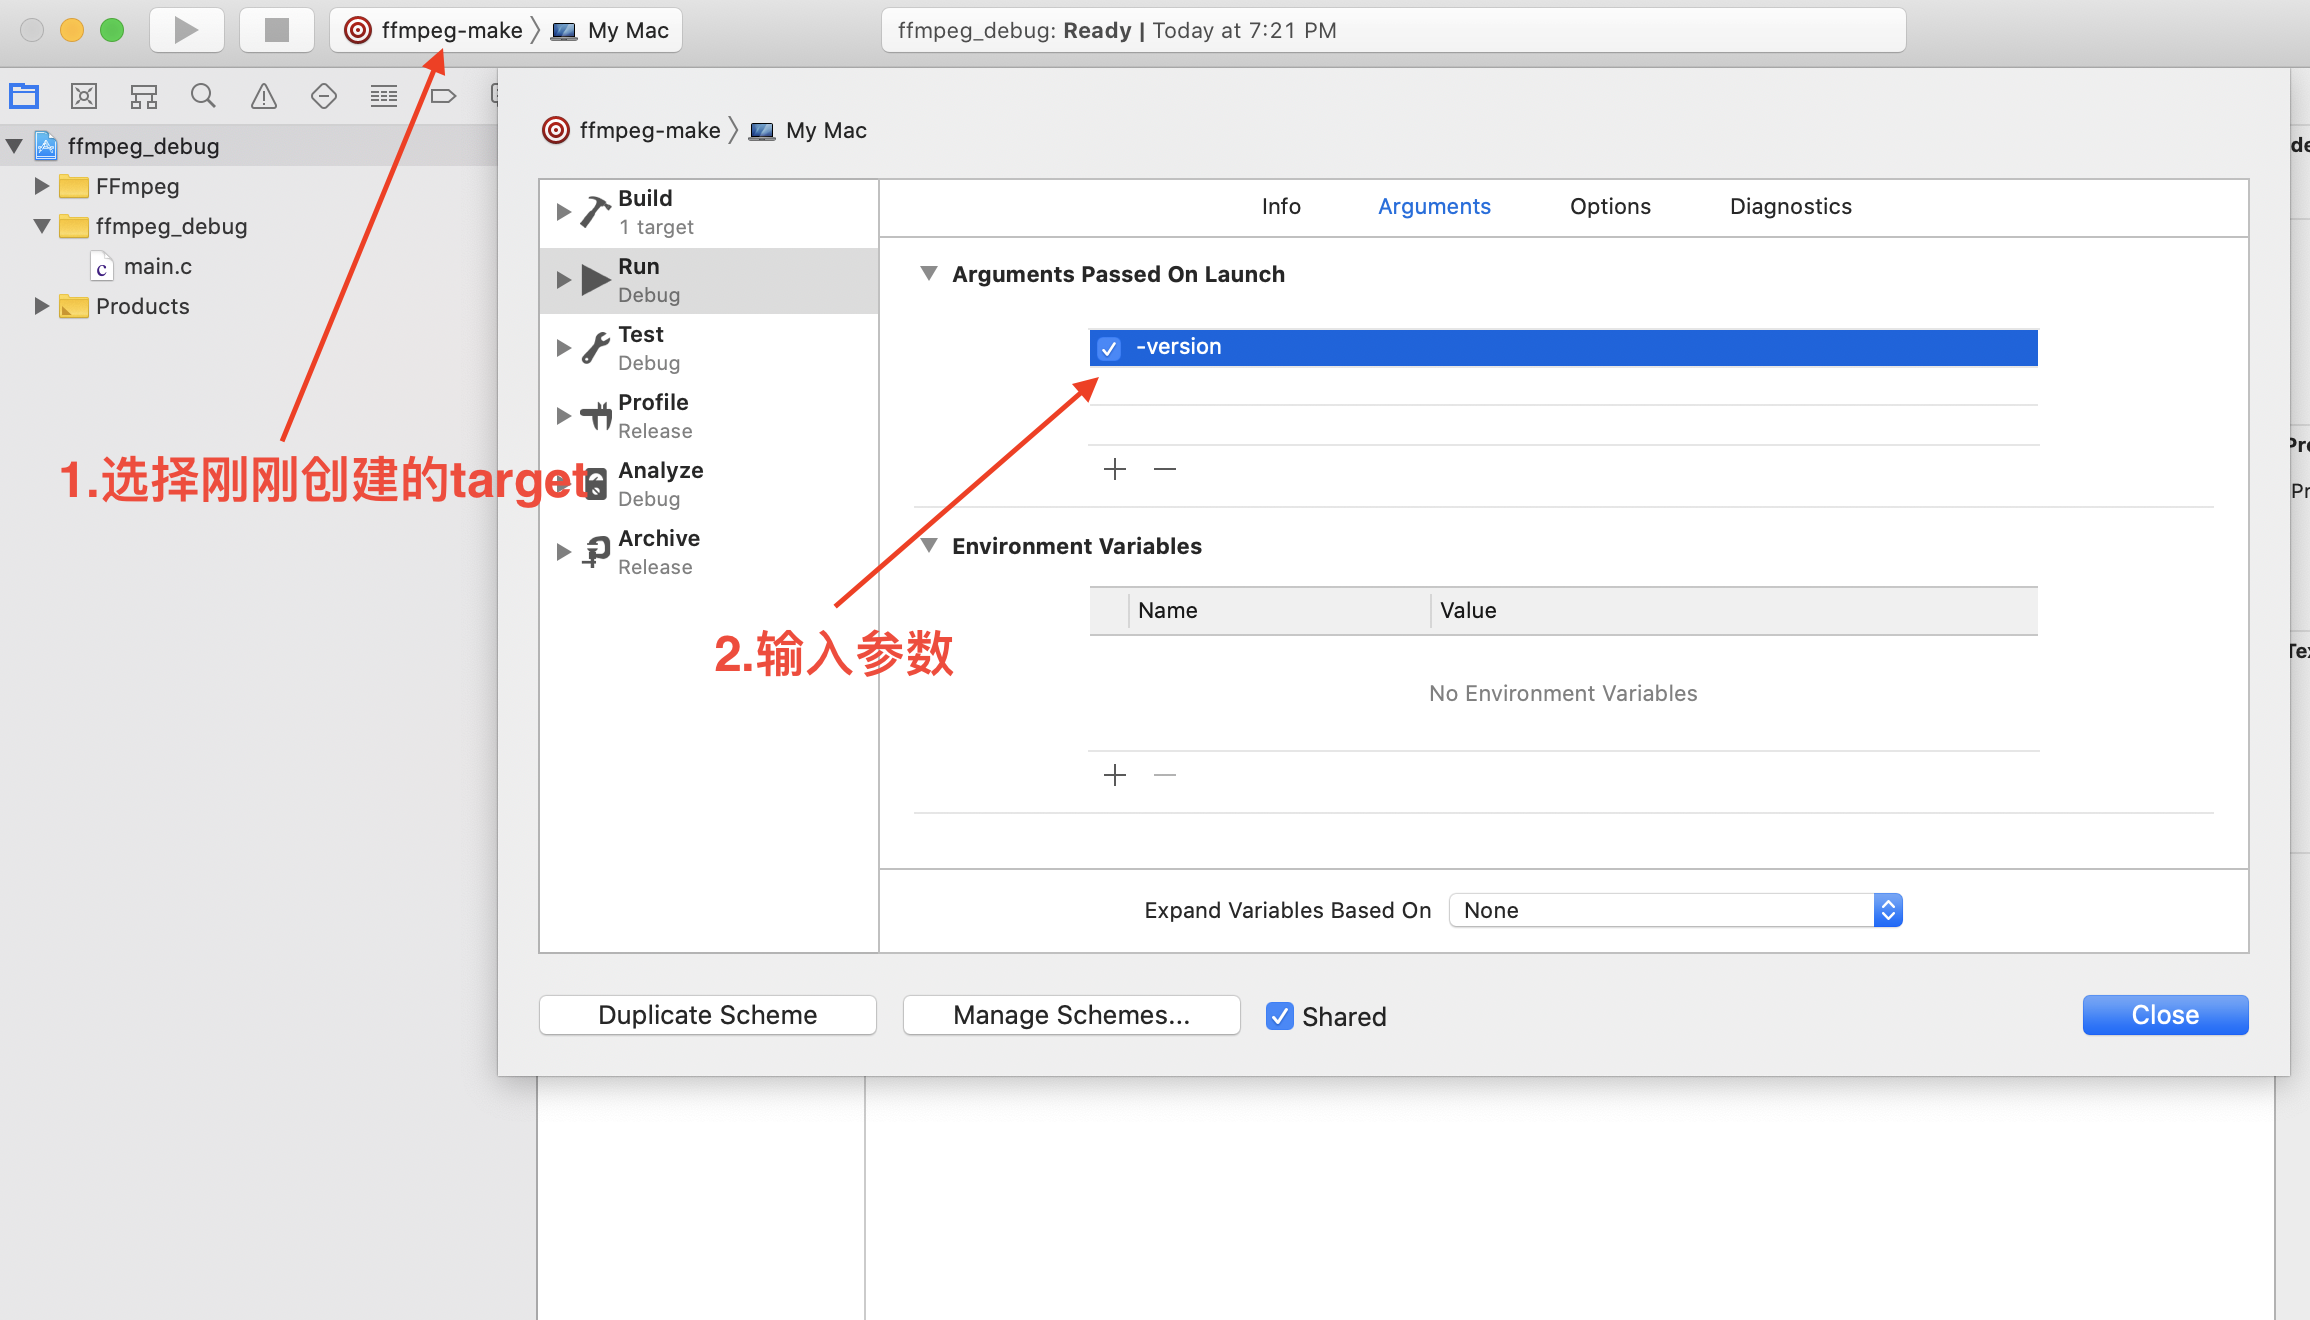 ffmpeg-make 〉 My Mac
ffmpeg_debug: Ready | Today at 7:21 PM
ffmpeg_debug
FFmpeg
ffmpeg_debug
main.c
Products
1.选择刚刚创建的target
ffmpeg-make 〉 My Mac
Build
1 target
Run
Debug
Test
Debug
Profile
Release
Analyze
Debug
Archive
Release
Info Arguments Options Diagnostics
Arguments Passed On Launch
-version
Environment Variables
2.输入参数
Name Value
No Environment Variables
Expand Variables Based On None
Duplicate Scheme Manage Schemes... Shared Close